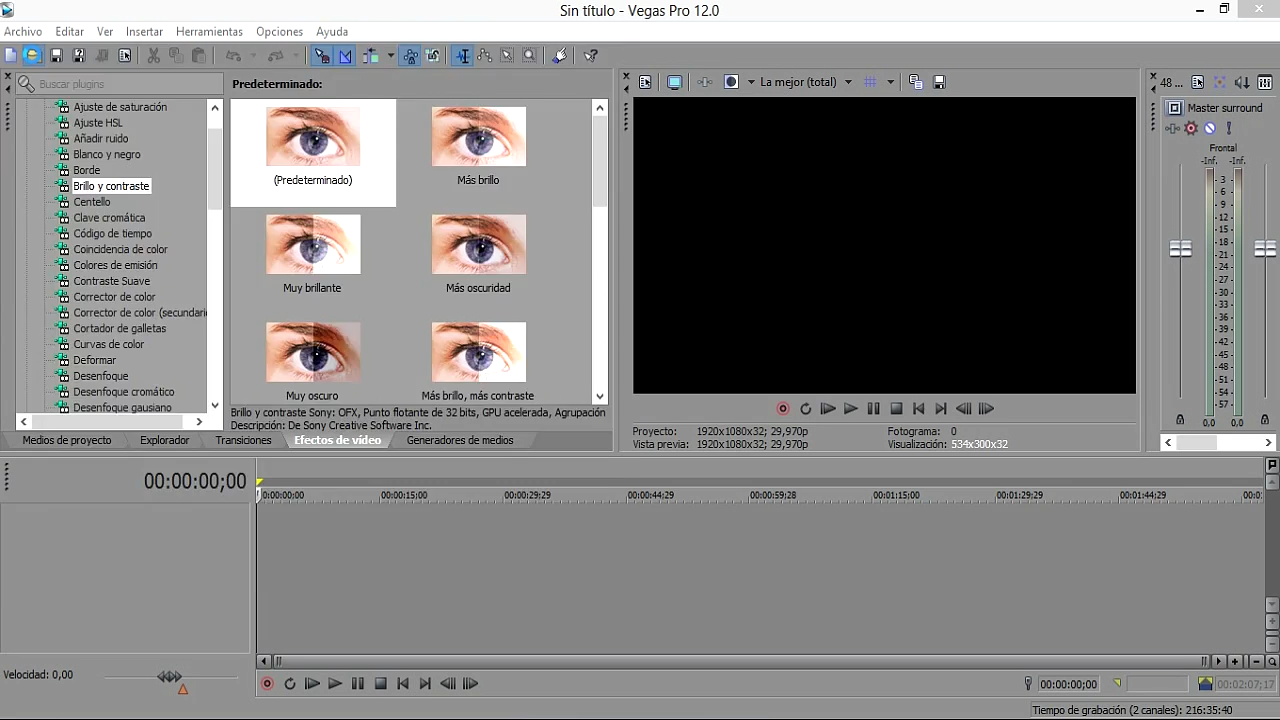 Sin título - Vegas Pro 12.0
Archivo Editar Ver Insertar Herramientas Opciones Ayuda
Buscar plugins
Predeterminado:
Ajuste de saturación
Ajuste HSL
Añadir ruido
Blanco y negro
Borde
Brillo y contraste
Centello
Clave cromática
Código de tiempo
Coincidencia de color
Colores de emisión
Contraste Suave
Corrector de color
Corrector de color (secundari
Cortador de galletas
Curvas de color
Deformar
Desenfoque
Desenfoque cromático
Desenfoque gausiano
(Predeterminado)
Más brillo
Muy brillante
Más oscuridad
Muy oscuro
Más brillo, más contraste
Brillo y contraste Sony: OFX, Punto flotante de 32 bits, GPU acelerada, Agrupación
Descripción: De Sony Creative Software Inc.
Medios de proyecto Explorador Transiciones Efectos de vídeo Generadores de medios
La mejor (total)
Proyecto: 1920x1080x32; 29,970p
Vista previa: 1920x1080x32; 29,970p
Fotograma: 0
Visualización: 534x300x32
48 ...
Master surround
Frontal
-Inf. -Inf.
3
6
9
12
15
18
21
24
27
30
33
36
39
42
45
48
51
54
57
0,0 0,0
00:00:00;00
0:00:00;00 00:00:15;00 00:00:29:29 00:00:44:29 00:00:59:28 00:01:15:00 00:01:29:29 00:01:44:29 00:0
Velocidad: 0,00
00:00:00;00
00:02:07;17
Tiempo de grabación (2 canales): 216:35:40